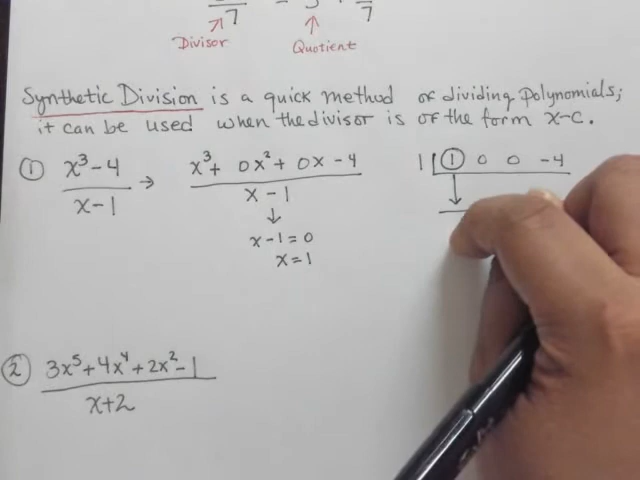 7
7
Divisor
Quotient
Synthetic Division is a quick method of dividing polynomials;
it can be used when the divisor is of the form x-c.
① x³-4 / x-1 → x³+ 0x²+ 0x -4 / x-1
1 | 1 0 0 -4
↓
x-1=0
x=1
② 3x⁵+4x⁴+2x²-1
x+2